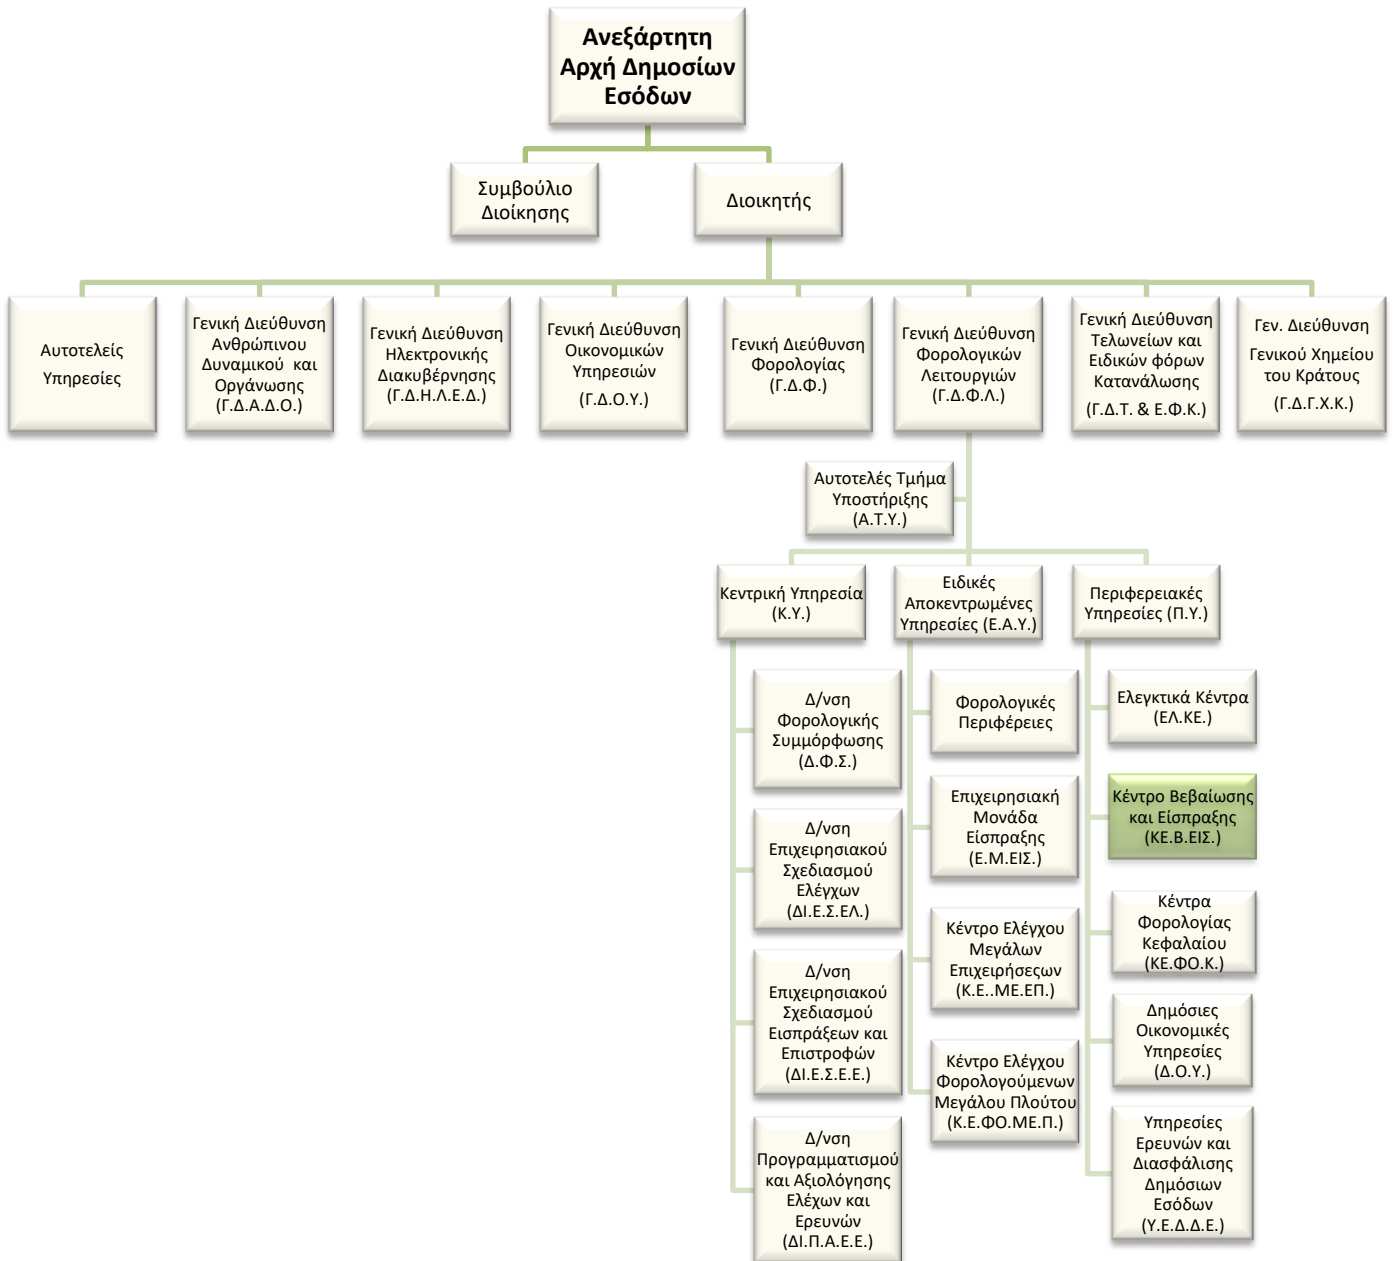 Ανεξάρτητη
Αρχή Δημοσίων
Εσόδων
Συμβούλιο
Διοίκησης
Διοικητής
Αυτοτελείς
Υπηρεσίες
Γενική Διεύθυνση
Ανθρώπινου
Δυναμικού και
Οργάνωσης
(Γ.Δ.Α.Δ.Ο.)
Γενική Διεύθυνση
Ηλεκτρονικής
Διακυβέρνησης
(Γ.Δ.Η.Λ.Ε.Δ.)
Γενική Διεύθυνση
Οικονομικών
Υπηρεσιών
(Γ.Δ.Ο.Υ.)
Γενική Διεύθυνση
Φορολογίας
(Γ.Δ.Φ.)
Γενική Διεύθυνση
Φορολογικών
Λειτουργιών
(Γ.Δ.Φ.Λ.)
Γενική Διεύθυνση
Τελωνείων και
Ειδικών φόρων
Κατανάλωσης
(Γ.Δ.Τ. & Ε.Φ.Κ.)
Γεν. Διεύθυνση
Γενικού Χημείου
του Κράτους
(Γ.Δ.Γ.Χ.Κ.)
Αυτοτελές Τμήμα
Υποστήριξης
(Α.Τ.Υ.)
Κεντρική Υπηρεσία
(Κ.Υ.)
Ειδικές
Αποκεντρωμένες
Υπηρεσίες (Ε.Α.Υ.)
Περιφερειακές
Υπηρεσίες (Π.Υ.)
Δ/νση
Φορολογικής
Συμμόρφωσης
(Δ.Φ.Σ.)
Δ/νση
Επιχειρησιακού
Σχεδιασμού
Ελέγχων
(ΔΙ.Ε.Σ.ΕΛ.)
Δ/νση
Επιχειρησιακού
Σχεδιασμού
Εισπράξεων και
Επιστροφών
(ΔΙ.Ε.Σ.Ε.Ε.)
Δ/νση
Προγραμματισμού
και Αξιολόγησης
Ελέχων και
Ερευνών
(ΔΙ.Π.Α.Ε.Ε.)
Φορολογικές
Περιφέρειες
Επιχειρησιακή
Μονάδα
Είσπραξης
(Ε.Μ.ΕΙΣ.)
Κέντρο Ελέγχου
Μεγάλων
Επιχειρήσεςων
(Κ.Ε..ΜΕ.ΕΠ.)
Κέντρο Ελέγχου
Φορολογούμενων
Μεγάλου Πλούτου
(Κ.Ε.ΦΟ.ΜΕ.Π.)
Ελεγκτικά Κέντρα
(ΕΛ.ΚΕ.)
Κέντρο Βεβαίωσης
και Είσπραξης
(ΚΕ.Β.ΕΙΣ.)
Κέντρα
Φορολογίας
Κεφαλαίου
(ΚΕ.ΦΟ.Κ.)
Δημόσιες
Οικονομικές
Υπηρεσίες
(Δ.Ο.Υ.)
Υπηρεσίες
Ερευνών και
Διασφάλισης
Δημόσιων
Εσόδων
(Υ.Ε.Δ.Δ.Ε.)